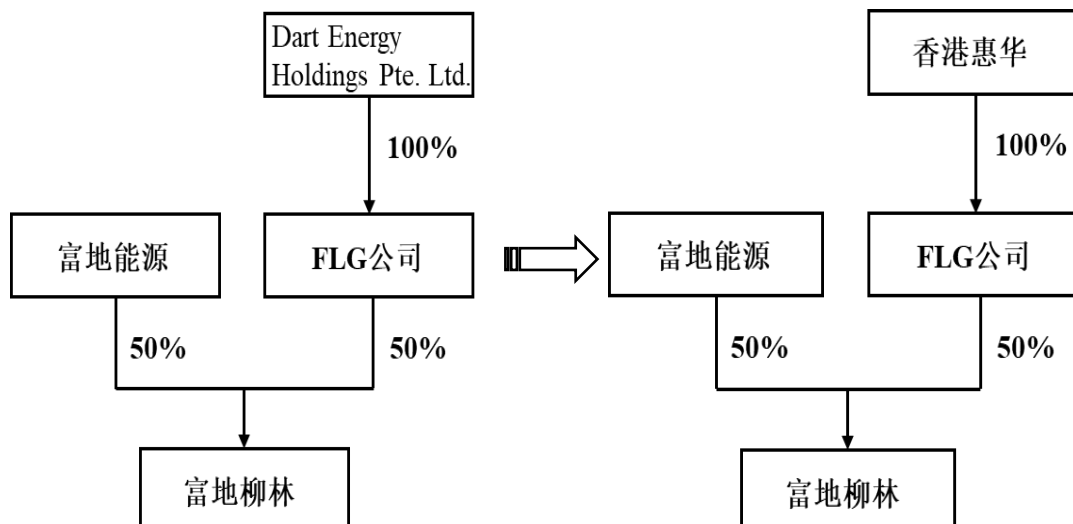 Dart Energy
Holdings Pte. Ltd.
100%
富地能源
FLG公司
50%
50%
富地柳林
香港惠华
100%
富地能源
FLG公司
50%
50%
富地柳林